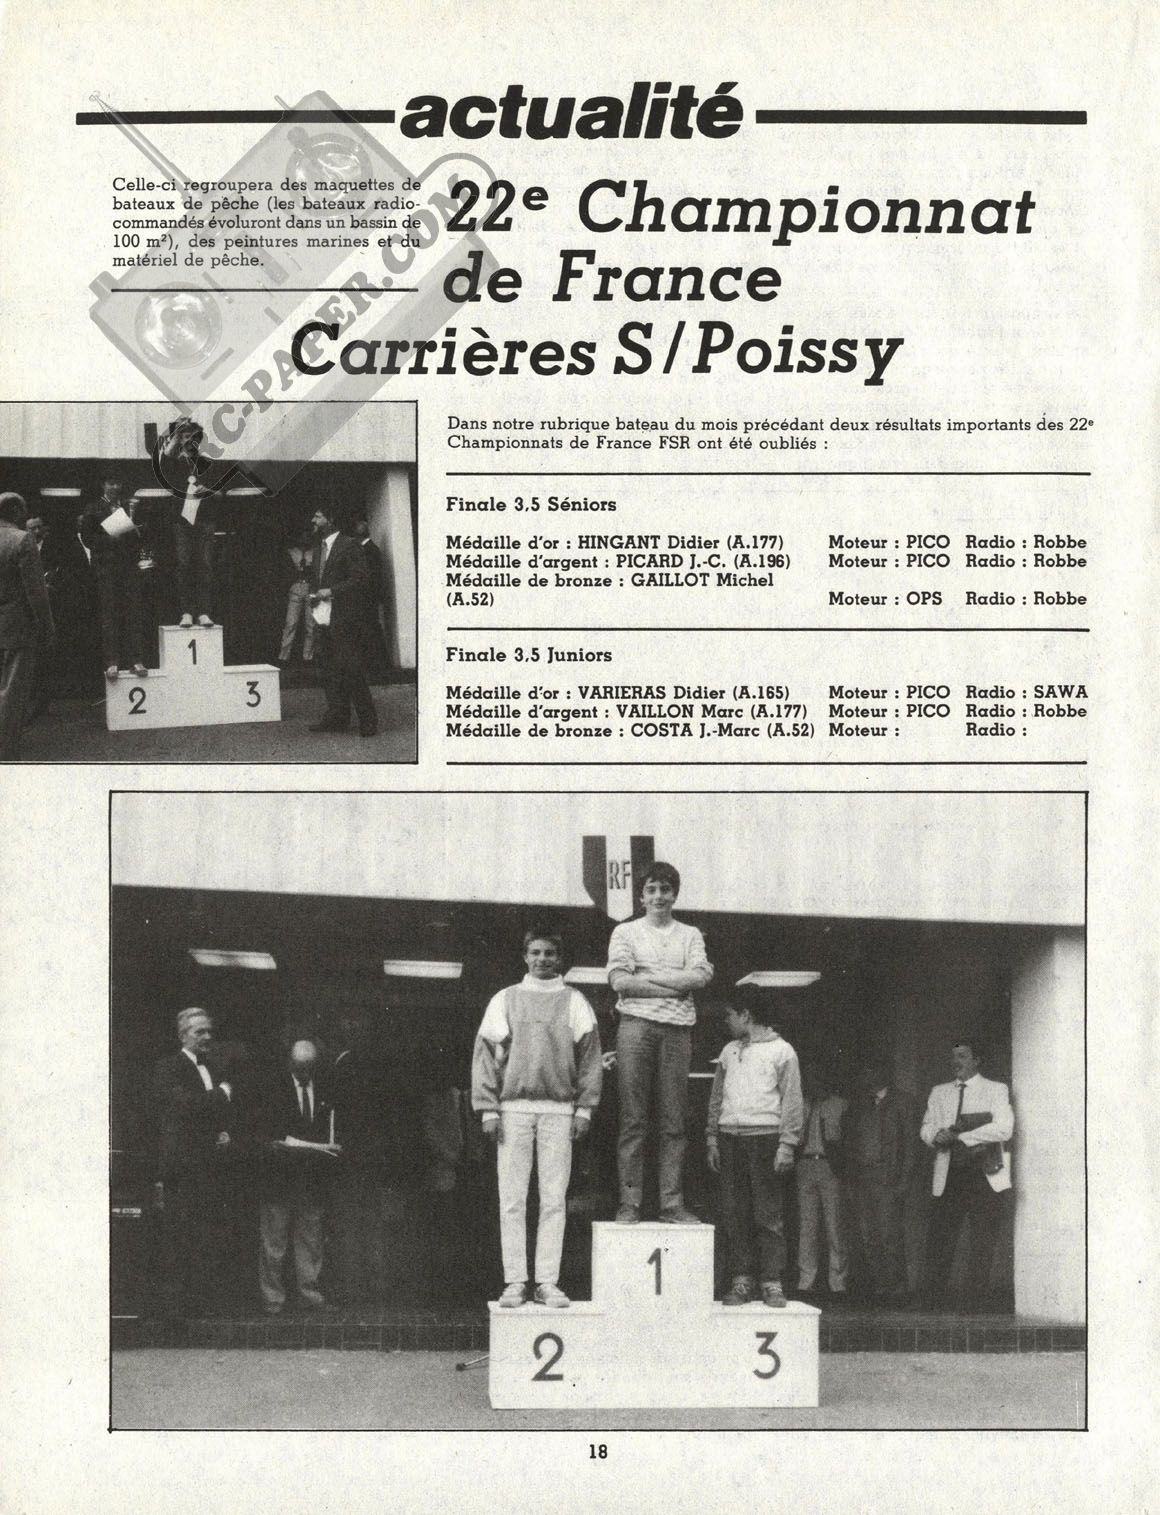 actualité
Celle-ci regroupera des maquettes de
bateaux de pêche (les bateaux radio-
commandés évoluront dans un bassin de
100 m²), des peintures marines et du
matériel de pêche.
22e Championnat
de France
Carrières S/Poissy
RC-PAPER.COM
Dans notre rubrique bateau du mois précédant deux résultats importants des 22e
Championnats de France FSR ont été oubliés :
Finale 3,5 Séniors
Médaille d'or : HINGANT Didier (A.177) Moteur : PICO Radio : Robbe
Médaille d'argent : PICARD J.-C. (A.196) Moteur : PICO Radio : Robbe
Médaille de bronze : GAILLOT Michel
(A.52) Moteur : OPS Radio : Robbe
Finale 3,5 Juniors
Médaille d'or : VARIERAS Didier (A.165) Moteur : PICO Radio : SAWA
Médaille d'argent : VAILLON Marc (A.177) Moteur : PICO Radio : Robbe
Médaille de bronze : COSTA J.-Marc (A.52) Moteur : Radio :
1
2
3
RF
1
2
3
18